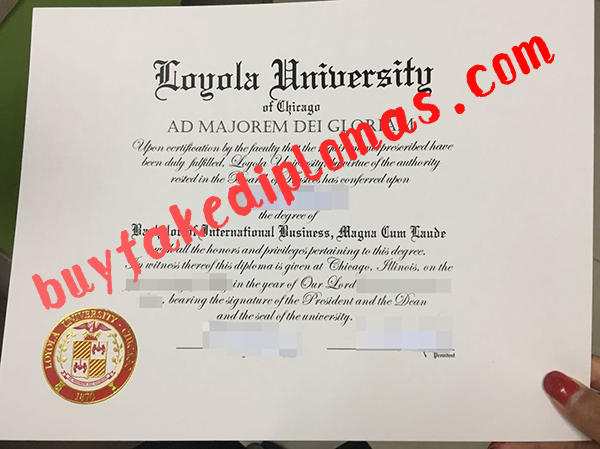 Loyola University
of Chicago
AD MAJOREM DEI GLORIAM
Upon certification by the faculty that the proscribed have
been duly fulfilled, Loyola University, by virtue of the authority
vested in the Board of Trustees has conferred upon
the degree of
Bachelor of International Business, Magna Cum Laude
with all the honors and privileges pertaining to this degree.
In witness thereof this diploma is given at Chicago, Illinois, on the
in the year of Our Lord
, bearing the signature of the President and the Dean
and the seal of the university.
President
buyfakediplomas.com
LOYOLA UNIVERSITY CHICAGO
1870